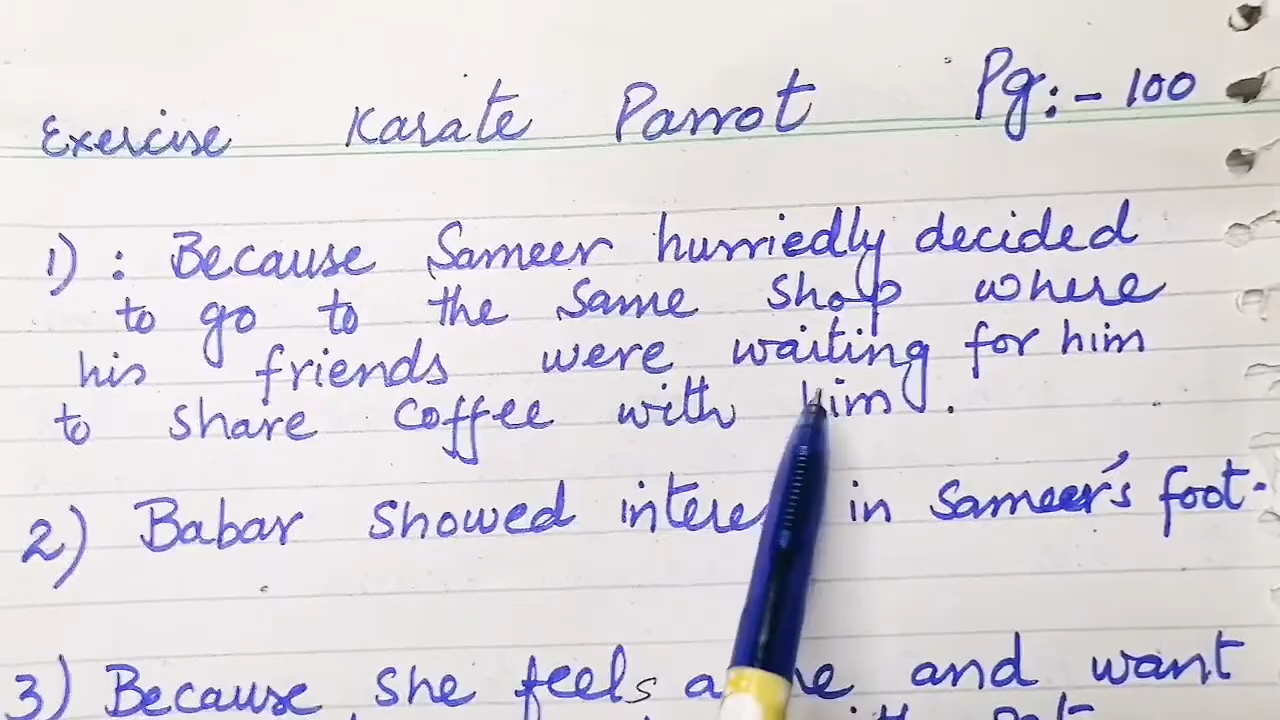 Exercise Karate Parrot Pg:- 100
1) : Because Sameer hurriedly decided
to go to the same shop where
his friends were waiting for him
to share coffee with him.
2) Babar showed in Sameer's foot.
3) Because she feels and want